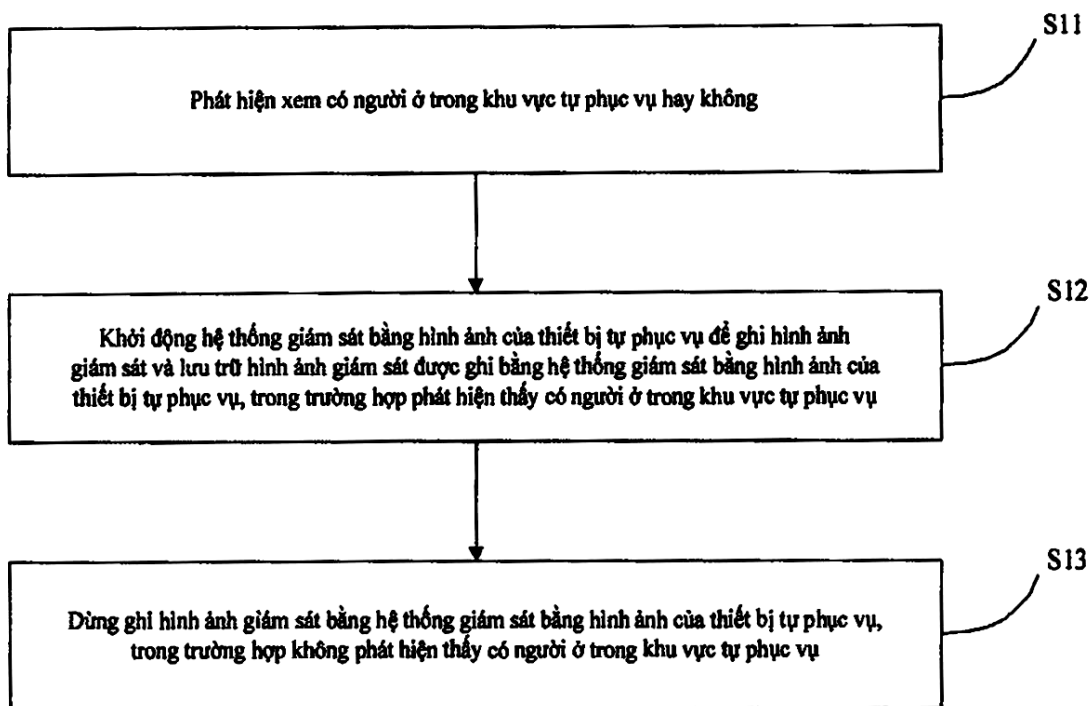 S11
Phát hiện xem có người ở trong khu vực tự phục vụ hay không
S12
Khởi động hệ thống giám sát bằng hình ảnh của thiết bị tự phục vụ để ghi hình ảnh
giám sát và lưu trữ hình ảnh giám sát được ghi bằng hệ thống giám sát bằng hình ảnh của
thiết bị tự phục vụ, trong trường hợp phát hiện thấy có người ở trong khu vực tự phục vụ
S13
Dừng ghi hình ảnh giám sát bằng hệ thống giám sát bằng hình ảnh của thiết bị tự phục vụ,
trong trường hợp không phát hiện thấy có người ở trong khu vực tự phục vụ